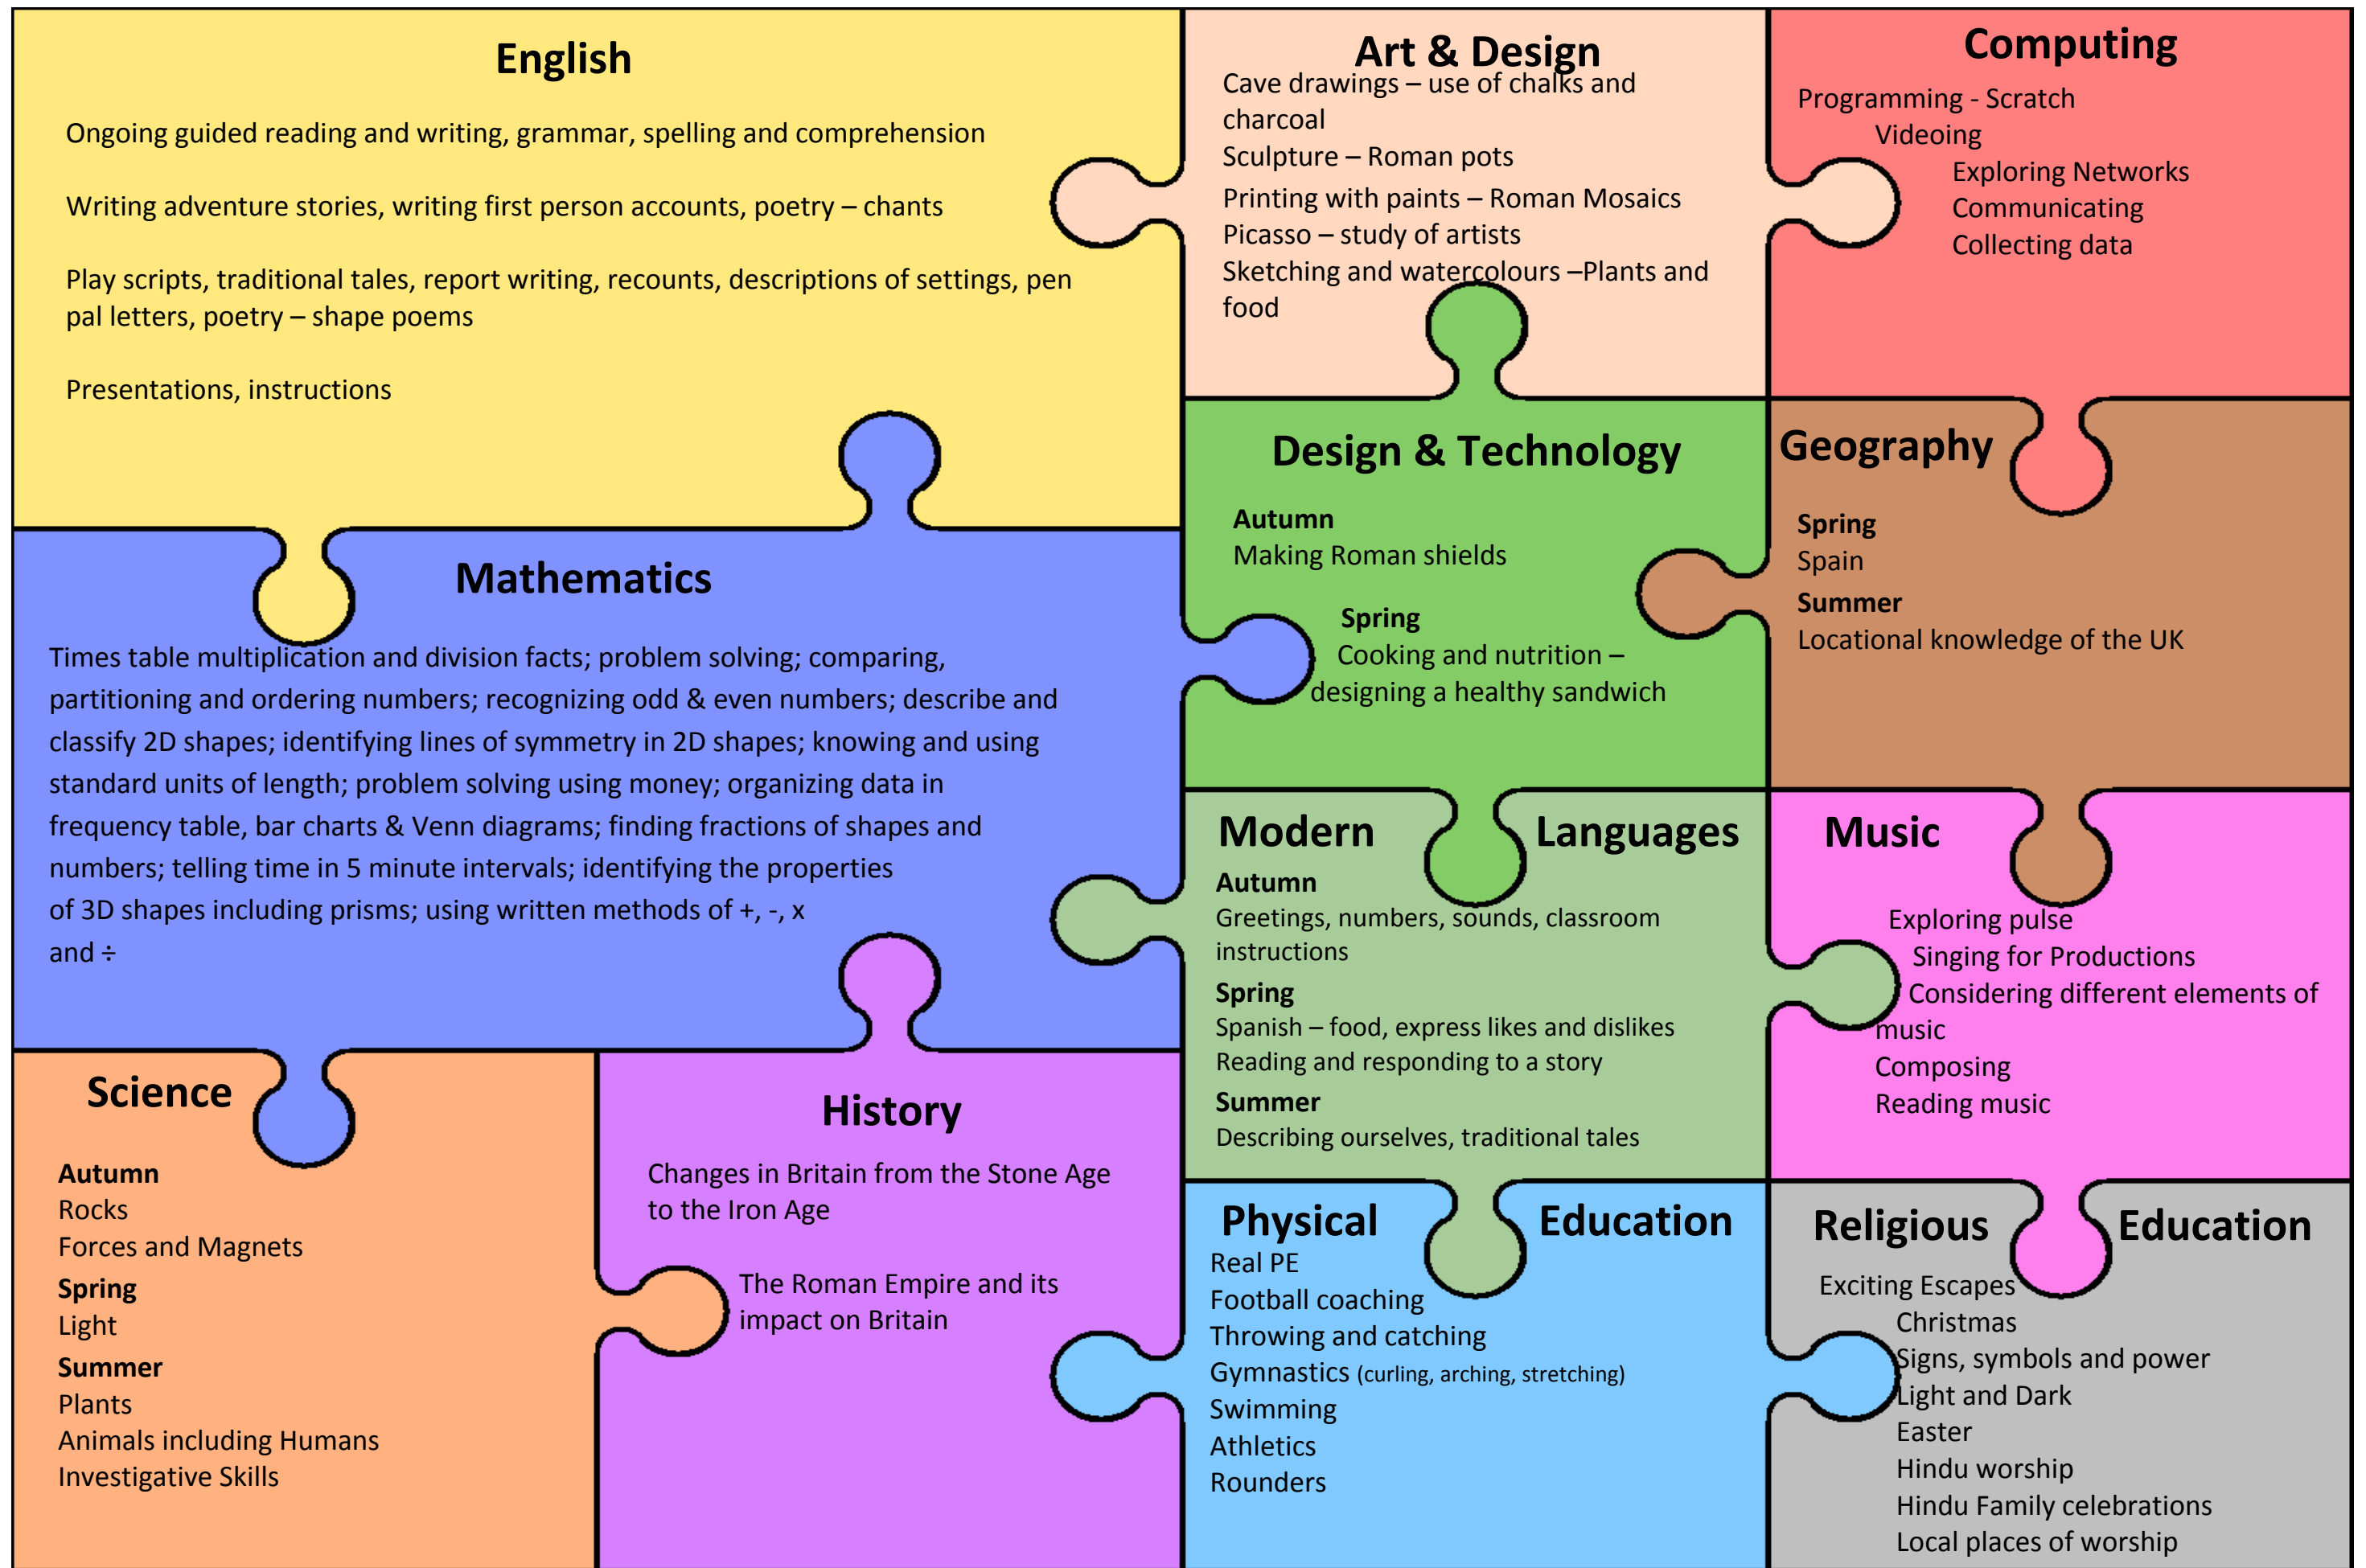 English
Ongoing guided reading and writing, grammar, spelling and comprehension
Writing adventure stories, writing first person accounts, poetry – chants
Play scripts, traditional tales, report writing, recounts, descriptions of settings, pen
pal letters, poetry – shape poems
Presentations, instructions
Art & Design
Cave drawings – use of chalks and
charcoal
Sculpture – Roman pots
Printing with paints – Roman Mosaics
Picasso – study of artists
Sketching and watercolours –Plants and
food
Computing
Programming - Scratch
Videoing
Exploring Networks
Communicating
Collecting data
Mathematics
Times table multiplication and division facts; problem solving; comparing,
partitioning and ordering numbers; recognizing odd & even numbers; describe and
classify 2D shapes; identifying lines of symmetry in 2D shapes; knowing and using
standard units of length; problem solving using money; organizing data in
frequency table, bar charts & Venn diagrams; finding fractions of shapes and
numbers; telling time in 5 minute intervals; identifying the properties
of 3D shapes including prisms; using written methods of +, -, x
and ÷
Design & Technology
Autumn
Making Roman shields
Spring
Cooking and nutrition –
designing a healthy sandwich
Geography
Spring
Spain
Summer
Locational knowledge of the UK
Modern Languages
Autumn
Greetings, numbers, sounds, classroom
instructions
Spring
Spanish – food, express likes and dislikes
Reading and responding to a story
Summer
Describing ourselves, traditional tales
Music
Exploring pulse
Singing for Productions
Considering different elements of
music
Composing
Reading music
Science
Autumn
Rocks
Forces and Magnets
Spring
Light
Summer
Plants
Animals including Humans
Investigative Skills
History
Changes in Britain from the Stone Age
to the Iron Age
The Roman Empire and its
impact on Britain
Physical Education
Real PE
Football coaching
Throwing and catching
Gymnastics (curling, arching, stretching)
Swimming
Athletics
Rounders
Religious Education
Exciting Escapes
Christmas
Signs, symbols and power
Light and Dark
Easter
Hindu worship
Hindu Family celebrations
Local places of worship